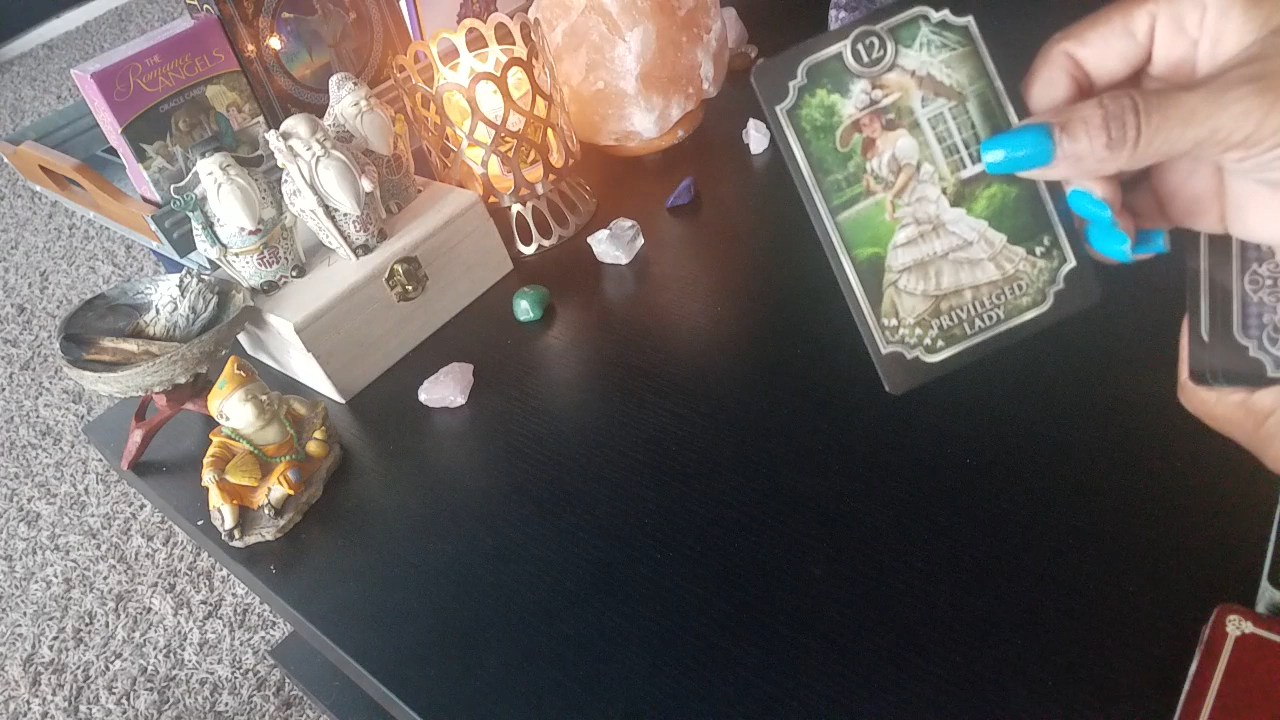 THE
Romance
ANGELS
ORACLE CARDS
12
PRIVILEGED
LADY